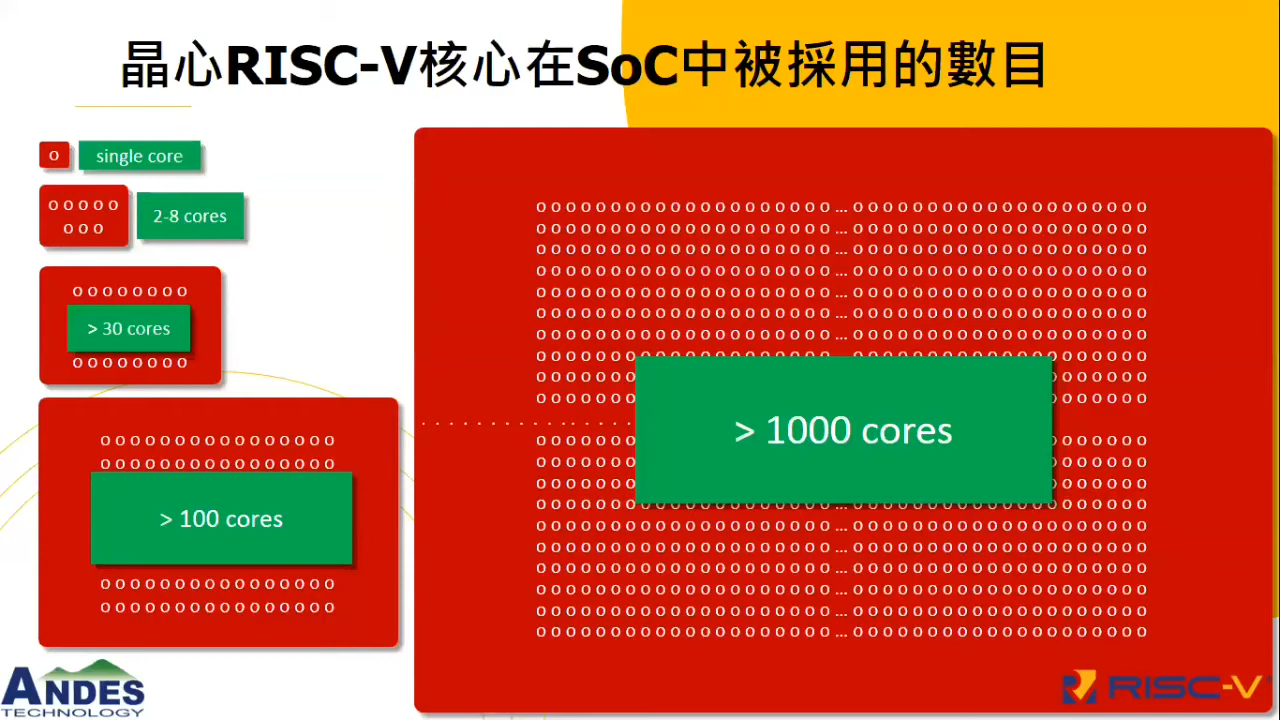 晶心RISC-V核心在SoC中被採用的數目
o
single core
o o o o o
o o o
2-8 cores
o o o o o o o o
> 30 cores
o o o o o o o o
o o o o o o o o o o o o o o o o
o o o o o o o o o o o o o o o o
> 100 cores
o o o o o o o o o o o o o o o o
o o o o o o o o o o o o o o o o
o o o o o o o o o o o o o o o o o o o o ... o o o o o o o o o o o o o o o o o o o o
o o o o o o o o o o o o o o o o o o o o ... o o o o o o o o o o o o o o o o o o o o
o o o o o o o o o o o o o o o o o o o o ... o o o o o o o o o o o o o o o o o o o o
o o o o o o o o o o o o o o o o o o o o ... o o o o o o o o o o o o o o o o o o o o
o o o o o o o o o o o o o o o o o o o o ... o o o o o o o o o o o o o o o o o o o o
o o o o o o o o o o o o o o o o o o o o ... o o o o o o o o o o o o o o o o o o o o
o o o o o o o o o o o o o o o o o o o o ... o o o o o o o o o o o o o o o o o o o o
> 1000 cores
o o o o o o o o o o o o o o o o o o o o ... o o o o o o o o o o o o o o o o o o o o
o o o o o o o o o o o o o o o o o o o o ... o o o o o o o o o o o o o o o o o o o o
o o o o o o o o o o o o o o o o o o o o ... o o o o o o o o o o o o o o o o o o o o
o o o o o o o o o o o o o o o o o o o o ... o o o o o o o o o o o o o o o o o o o o
o o o o o o o o o o o o o o o o o o o o ... o o o o o o o o o o o o o o o o o o o o
o o o o o o o o o o o o o o o o o o o o ... o o o o o o o o o o o o o o o o o o o o
ANDES
TECHNOLOGY
RISC-V